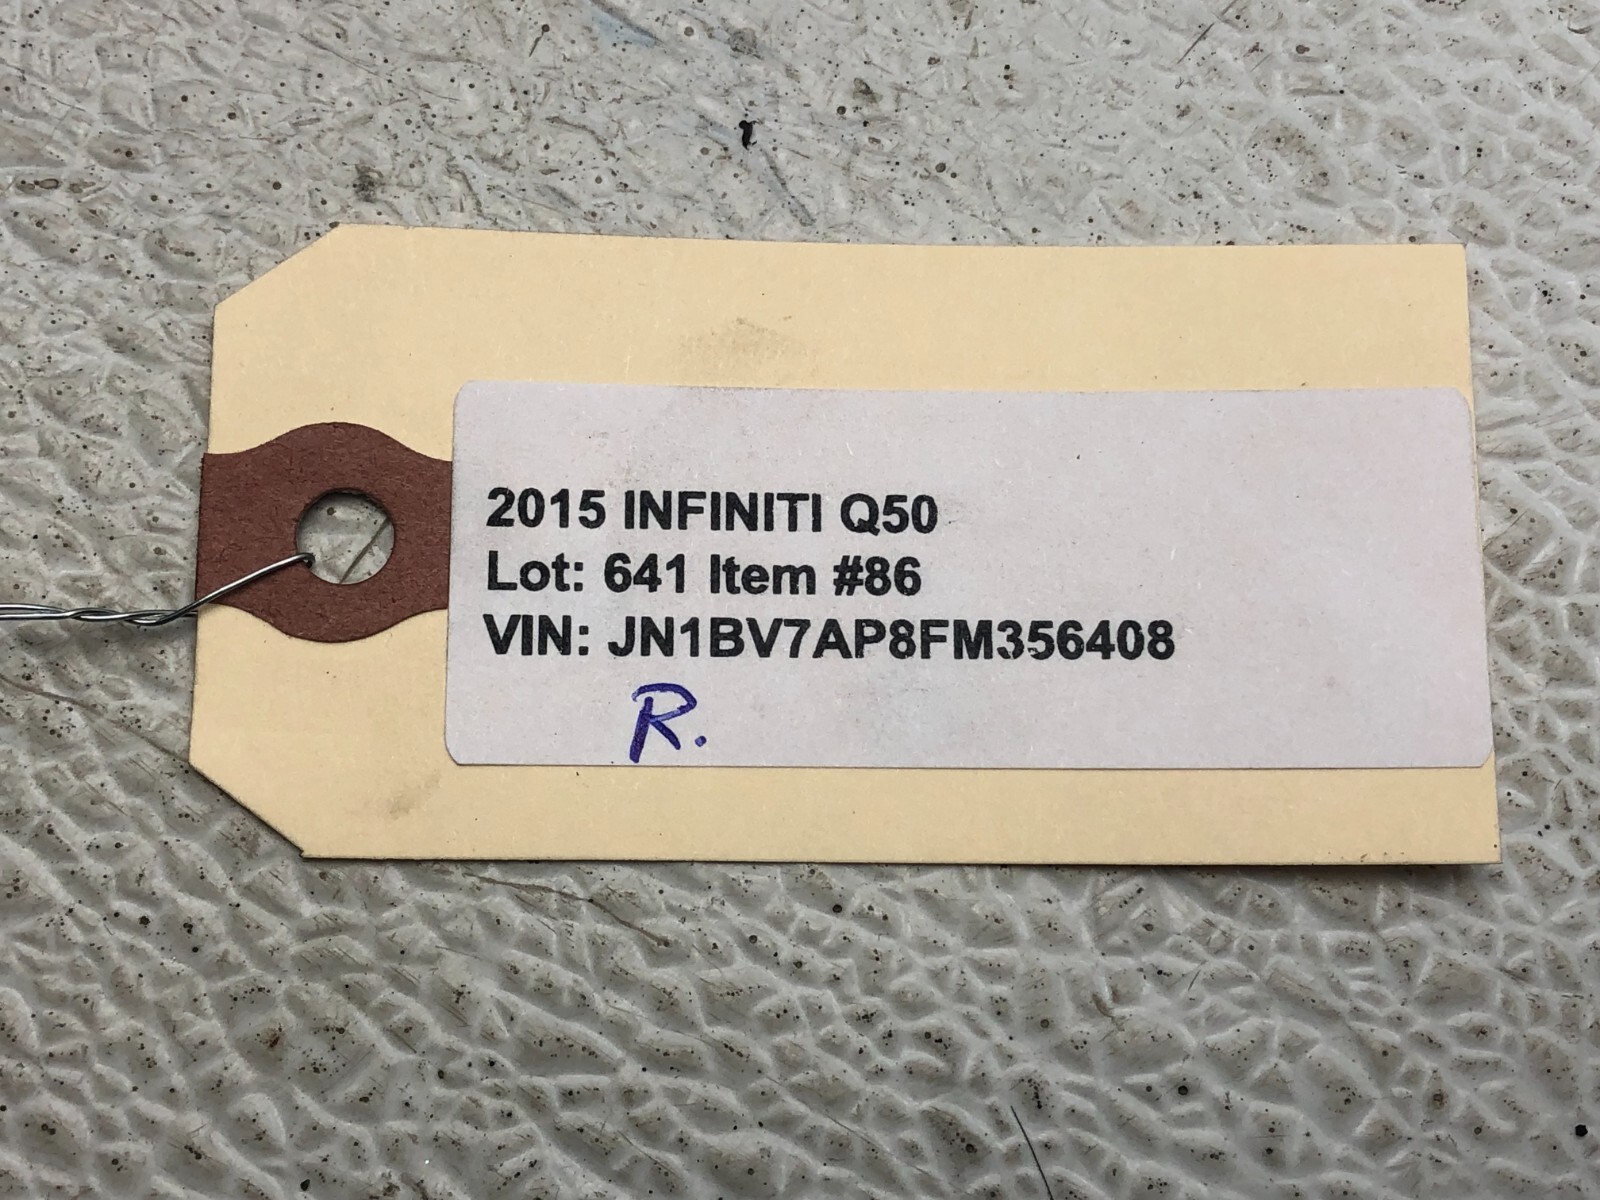 2015 INFINITI Q50
Lot: 641 Item #86
VIN: JN1BV7AP8FM356408
R.